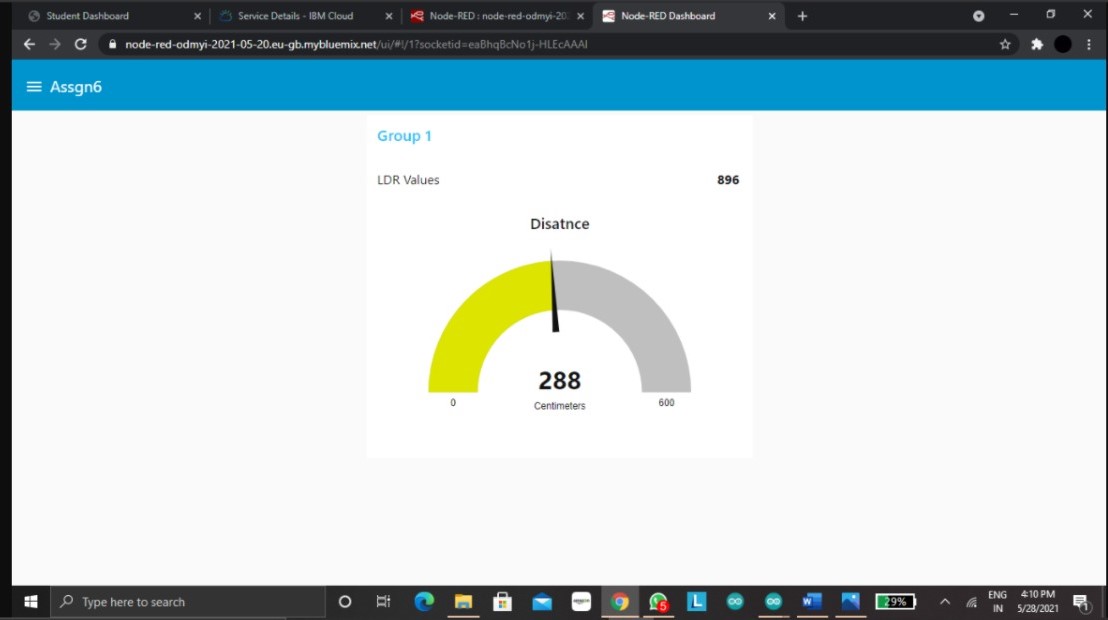 Student Dashboard
Service Details - IBM Cloud
Node-RED : node-red-odmyi-20
Node-RED Dashboard
node-red-odmyi-2021-05-20.eu-gb.mybluemix.net/ui/#!/1?socketid=eaBhqBcNo1j-HLEcAAAI
Assgn6
Group 1
LDR Values 896
Disatnce
288
0 Centimeters 600
Type here to search
5
L
W
29%
ENG 4:10 PM
IN 5/28/2021
1